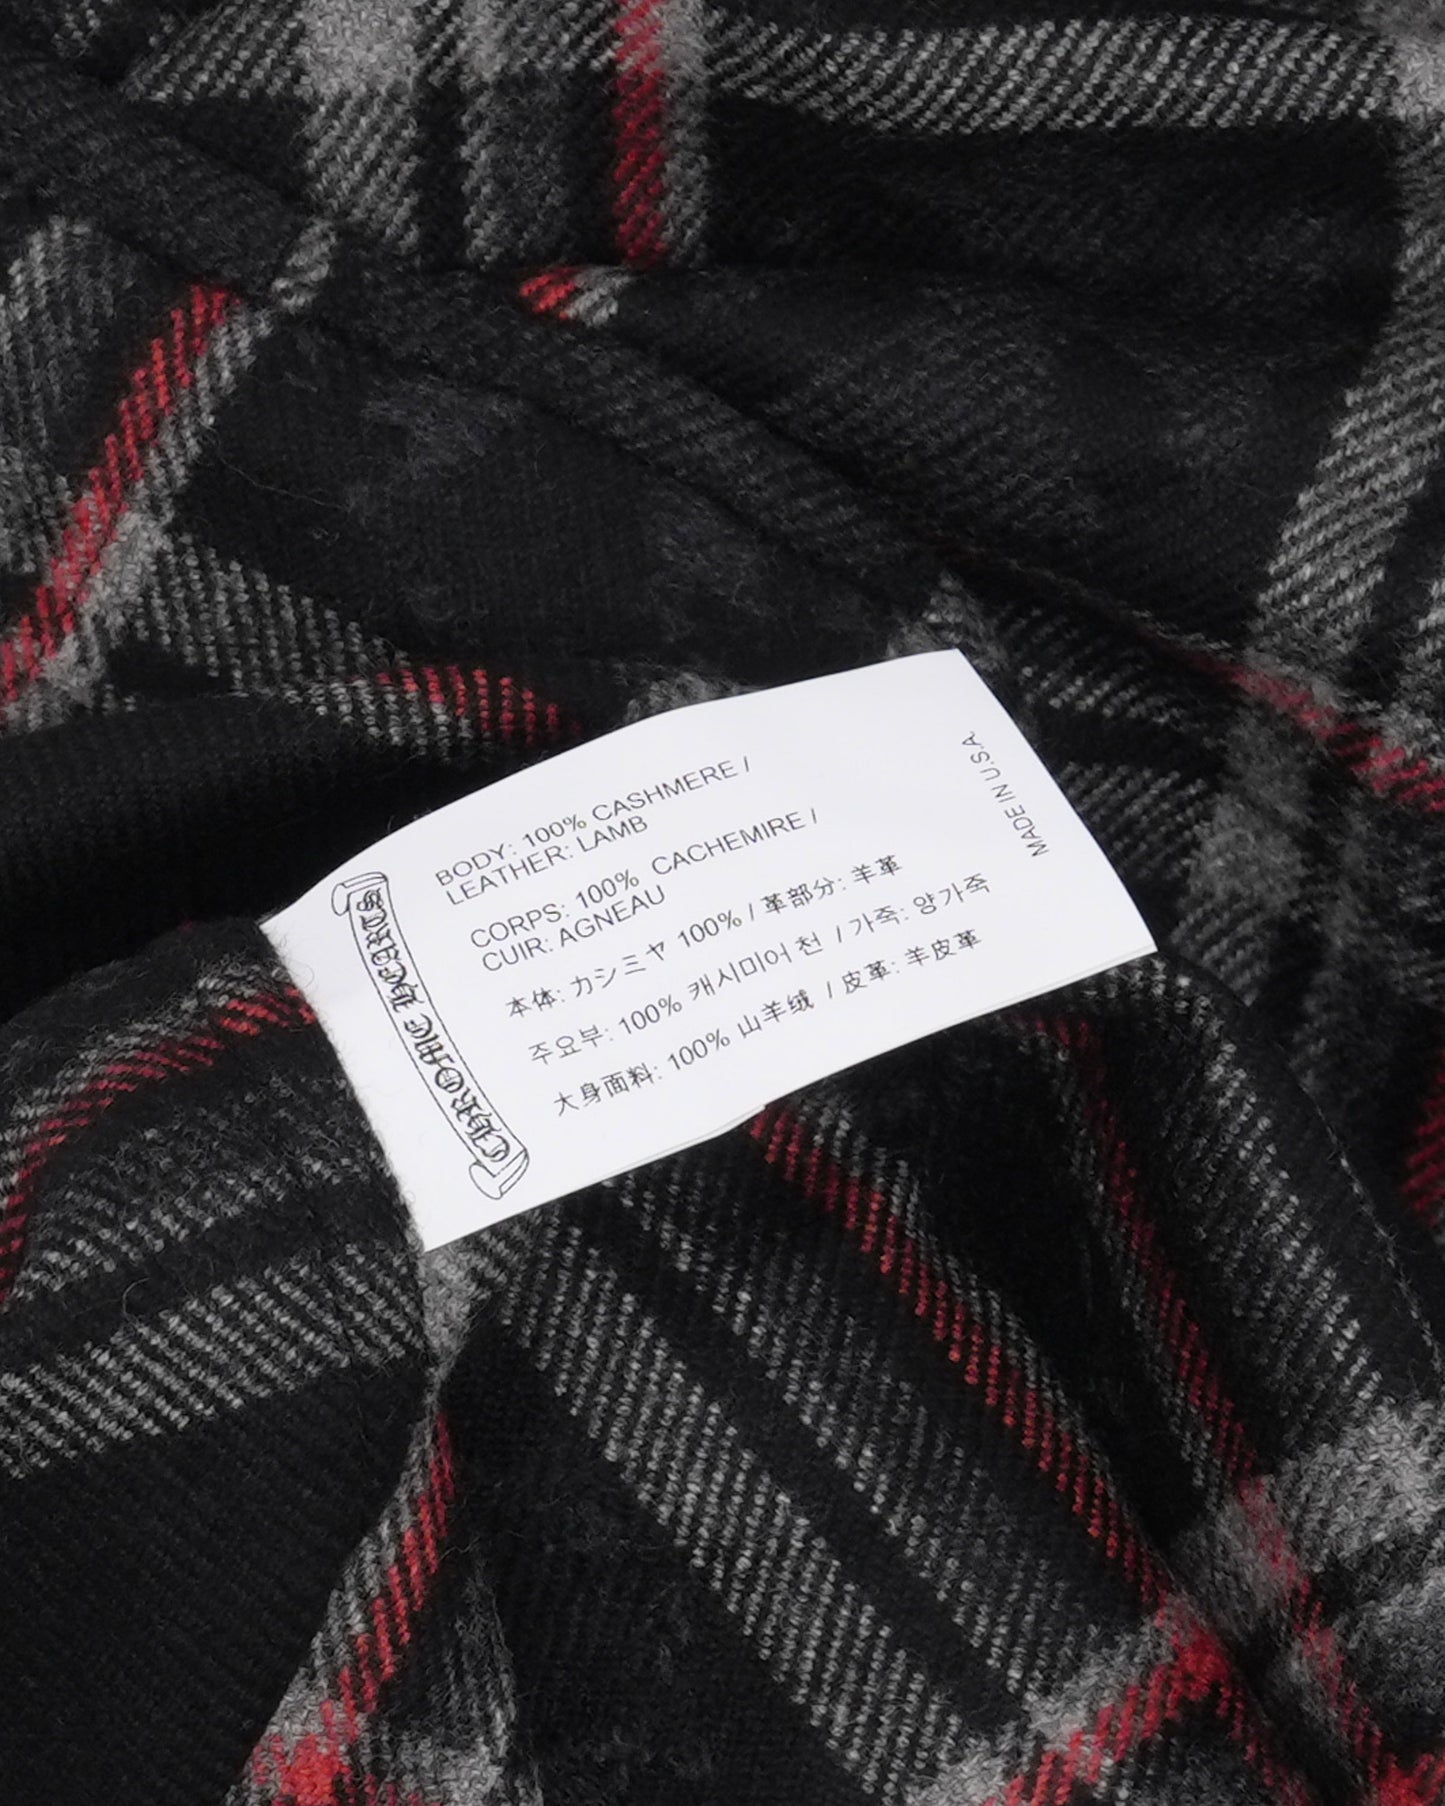 CHROME HEARTS
BODY: 100% CASHMERE /
LEATHER: LAMB
CORPS: 100% CACHEMIRE /
CUIR: AGNEAU
本体: カシミヤ 100% / 革部分: 羊革
주요부: 100% 캐시미어 천 / 가죽: 양가죽
大身面料: 100% 山羊绒 / 皮革: 羊皮革
MADE IN U.S.A.